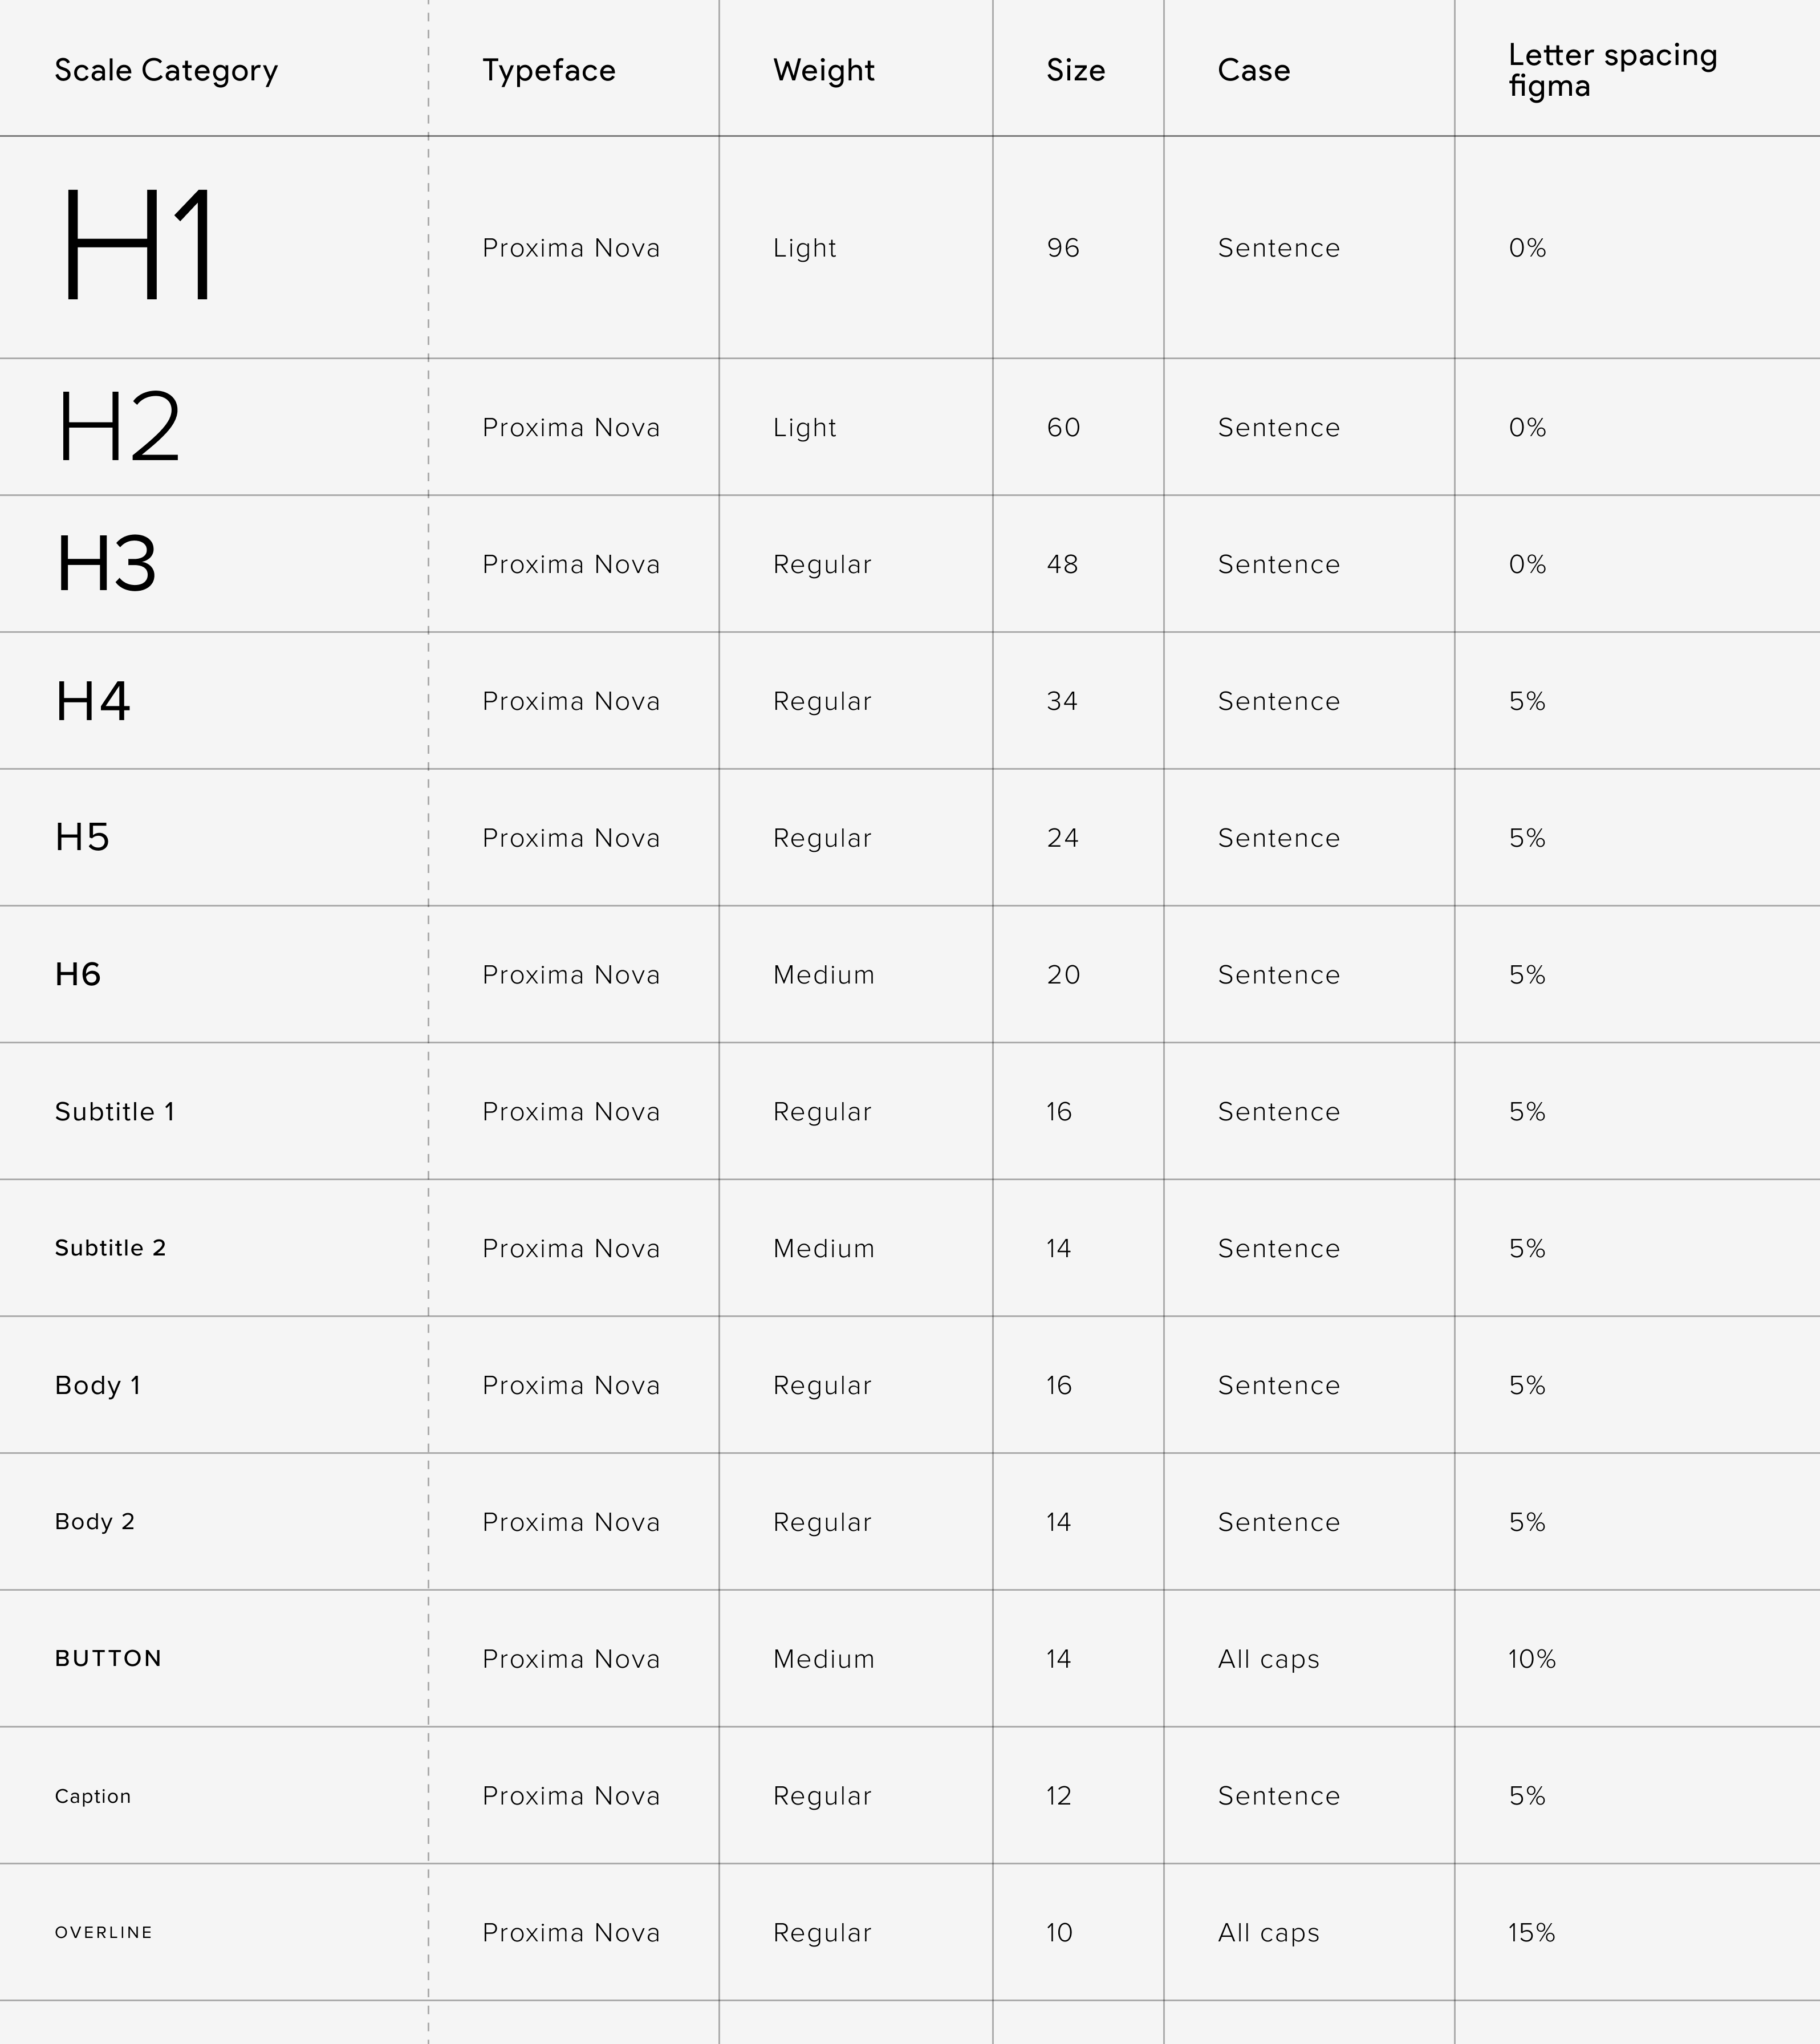 Scale Category Typeface Weight Size Case Letter spacing figma
H1 Proxima Nova Light 96 Sentence 0%
H2 Proxima Nova Light 60 Sentence 0%
H3 Proxima Nova Regular 48 Sentence 0%
H4 Proxima Nova Regular 34 Sentence 5%
H5 Proxima Nova Regular 24 Sentence 5%
H6 Proxima Nova Medium 20 Sentence 5%
Subtitle 1 Proxima Nova Regular 16 Sentence 5%
Subtitle 2 Proxima Nova Medium 14 Sentence 5%
Body 1 Proxima Nova Regular 16 Sentence 5%
Body 2 Proxima Nova Regular 14 Sentence 5%
BUTTON Proxima Nova Medium 14 All caps 10%
Caption Proxima Nova Regular 12 Sentence 5%
OVERLINE Proxima Nova Regular 10 All caps 15%